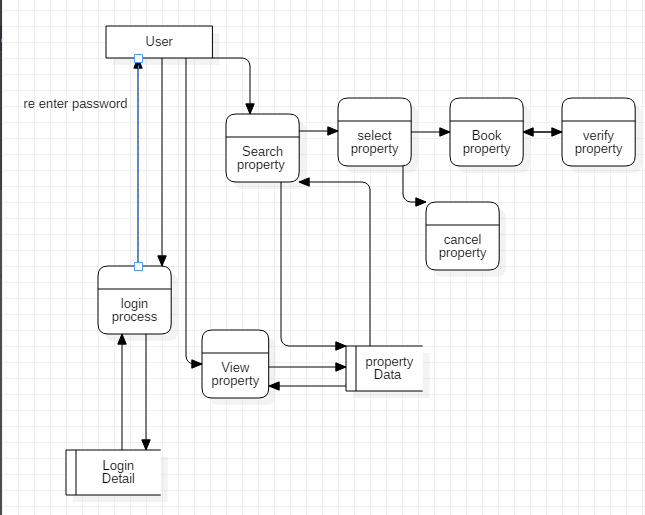 User
re enter password
Search
property
select
property
Book
property
verify
property
cancel
property
login
process
View
property
property
Data
Login
Detail